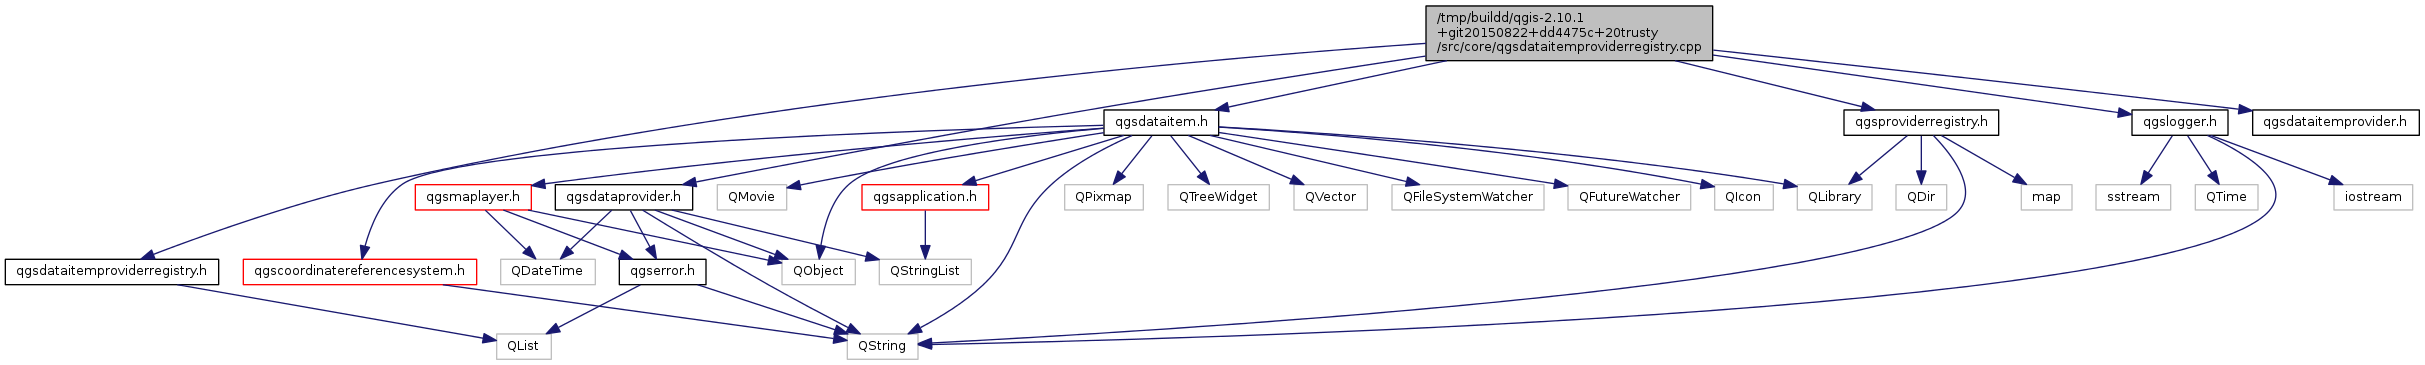 /tmp/buildd/qgis-2.10.1
+git20150822+dd4475c+20trusty
/src/core/qgsdataitemproviderregistry.cpp
qgsdataitem.h
qgsproviderregistry.h
qgslogger.h
qgsdataitemprovider.h
qgsmaplayer.h
qgsdataprovider.h
QMovie
qgsapplication.h
QPixmap
QTreeWidget
QVector
QFileSystemWatcher
QFutureWatcher
QIcon
QLibrary
QDir
map
sstream
QTime
iostream
qgsdataitemproviderregistry.h
qgscoordinatereferencesystem.h
QDateTime
qgserror.h
QObject
QStringList
QList
QString